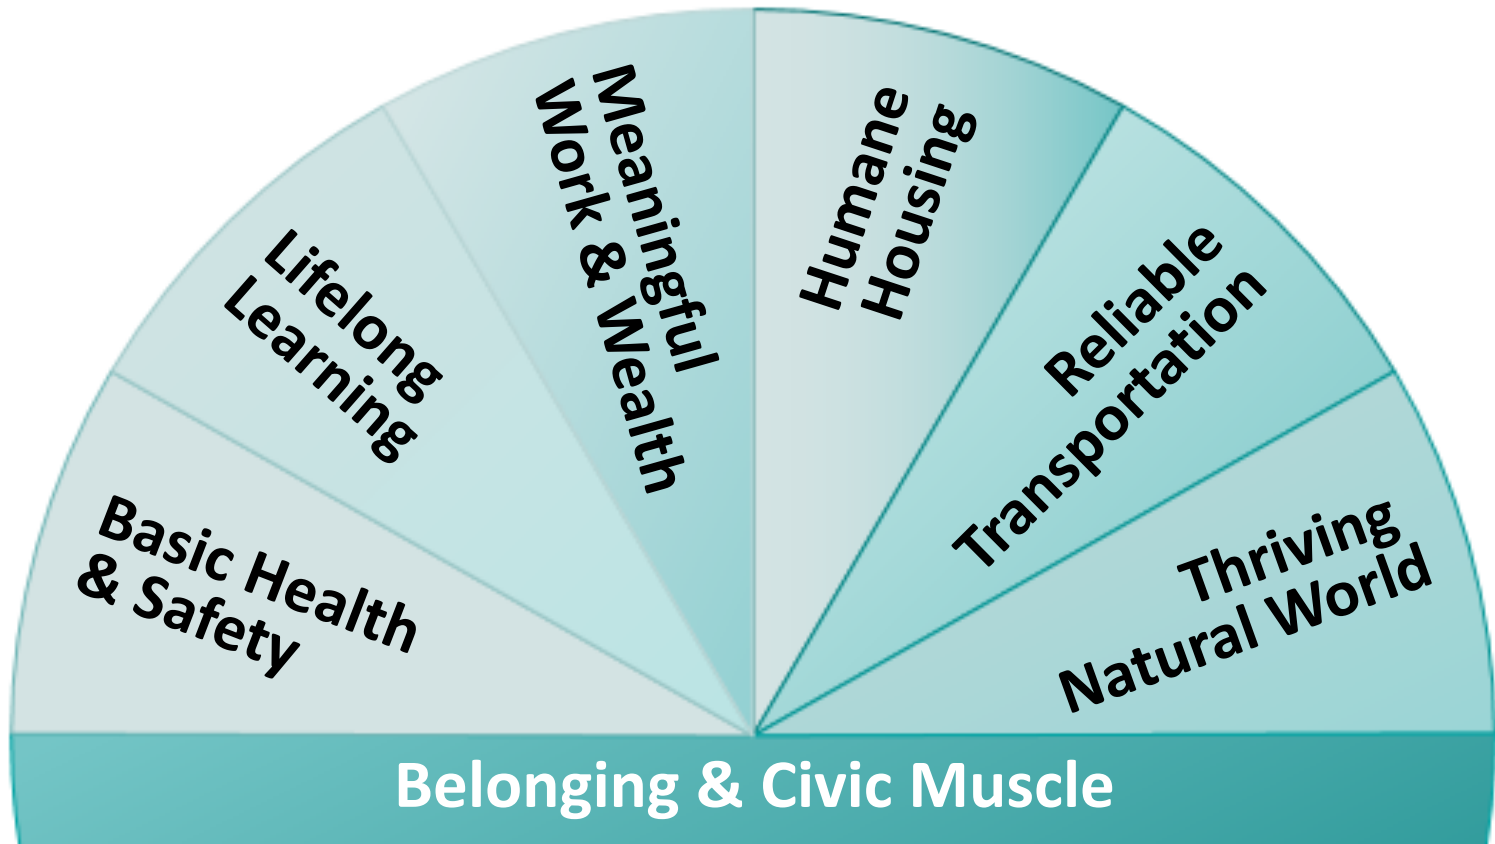 Basic Health
& Safety
Lifelong
Learning
Meaningful
Work & Wealth
Humane
Housing
Reliable
Transportation
Thriving
Natural World
Belonging & Civic Muscle